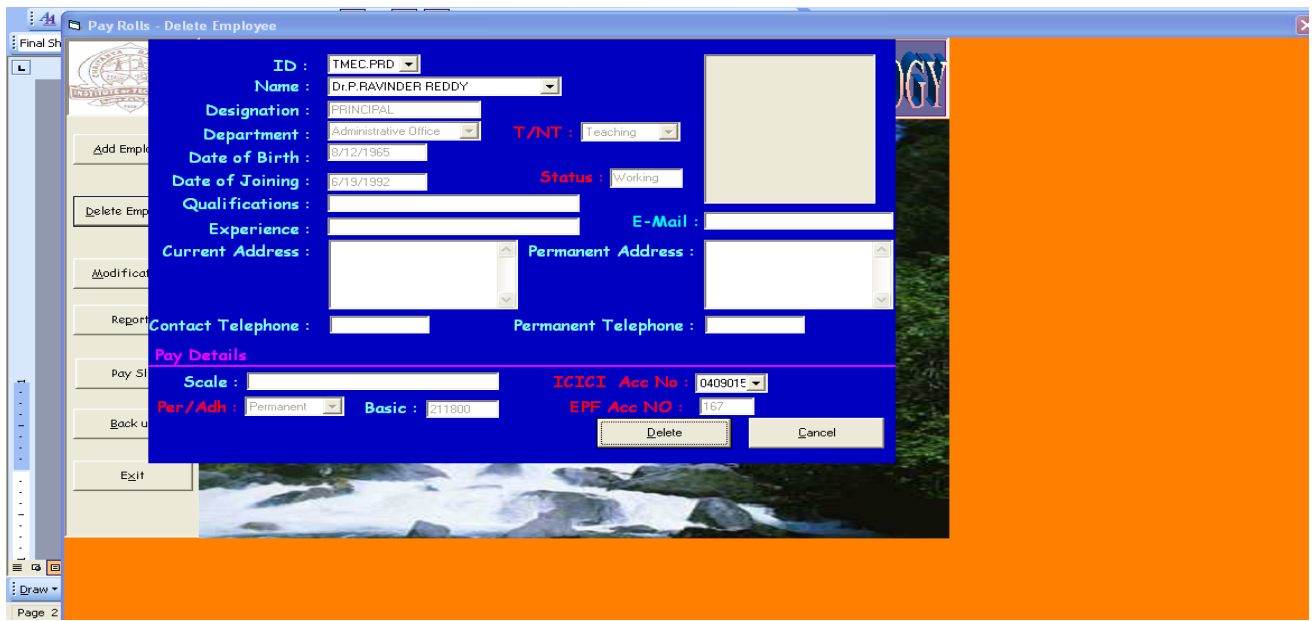 Pay Rolls - Delete Employee
Final Sh
ID : TMEC.PRD
Name : Dr.P.RAVINDER REDDY
Designation : PRINCIPAL
Department : Administrative Office T/NT : Teaching
Date of Birth : 8/12/1965
Date of Joining : 6/19/1992 Status : Working
Qualifications :
Experience : E-Mail :
Current Address : Permanent Address :
Contact Telephone : Permanent Telephone :
Pay Details
Scale : ICICI Acc No : 0409015
Per/Adh : Permanent Basic : 211800 EPF Acc NO : 167
Delete Cancel
OGY
Add Emplo
Delete Emp
Modificat
Report
Pay Sl
Back u
Exit
Draw
Page 2